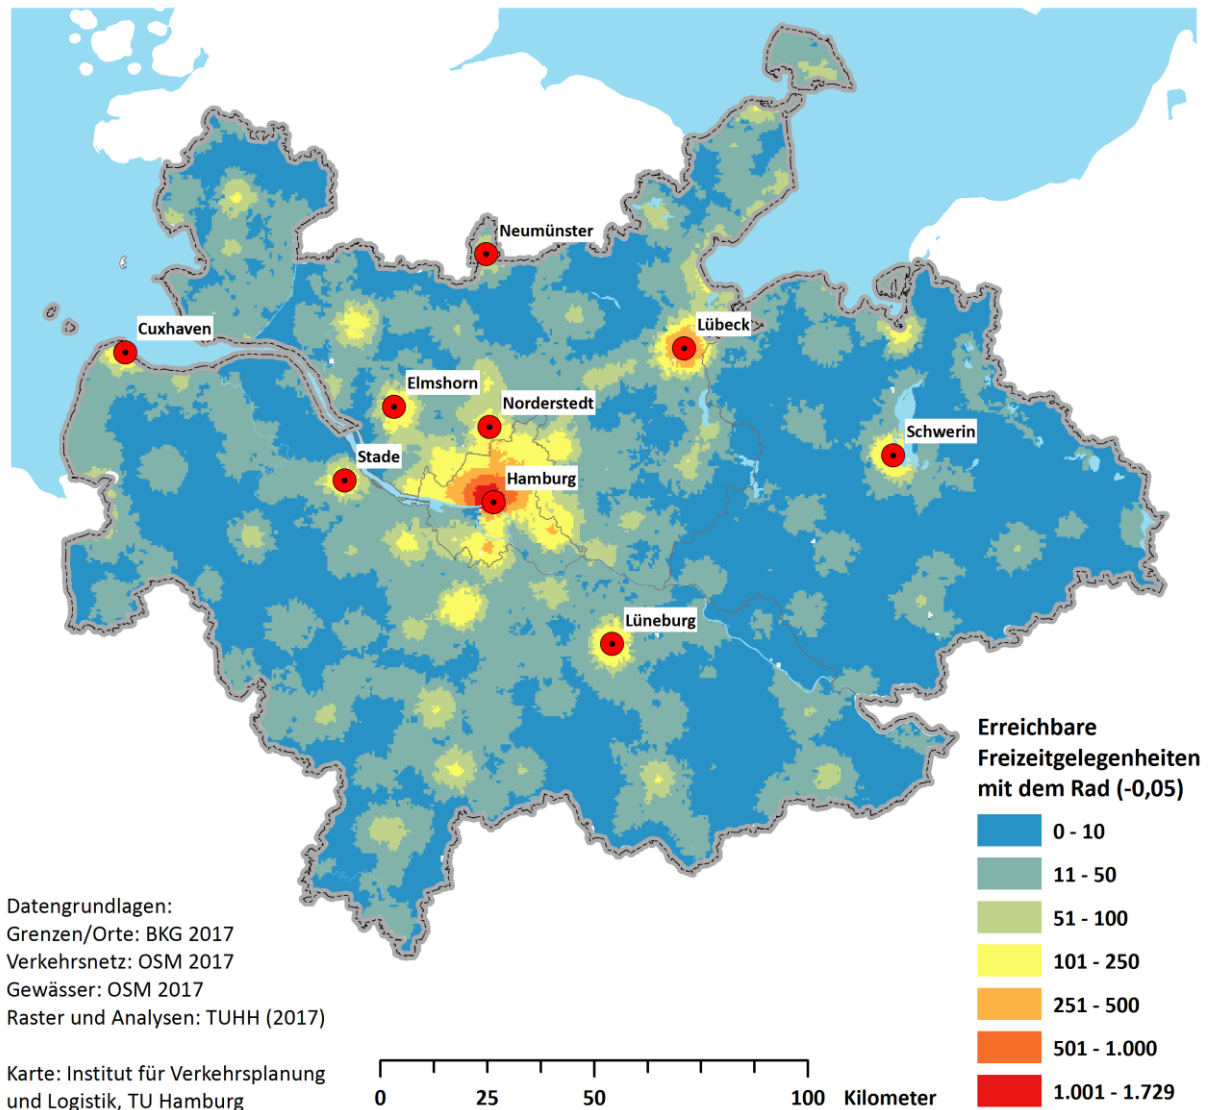 Neumünster
Cuxhaven
Lübeck
Elmshorn
Norderstedt
Schwerin
Stade
Hamburg
Lüneburg
Erreichbare
Freizeitgelegenheiten
mit dem Rad (-0,05)
0 - 10
11 - 50
51 - 100
101 - 250
251 - 500
501 - 1.000
1.001 - 1.729
Datengrundlagen:
Grenzen/Orte: BKG 2017
Verkehrsnetz: OSM 2017
Gewässer: OSM 2017
Raster und Analysen: TUHH (2017)
Karte: Institut für Verkehrsplanung
und Logistik, TU Hamburg
0 25 50 100 Kilometer